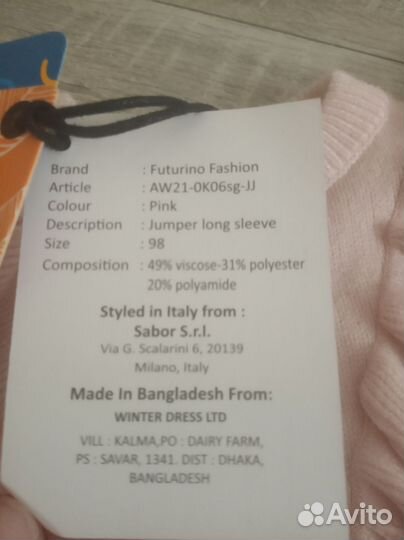 Brand : Futurino Fashion
Article : AW21-0K06sg-JJ
Colour : Pink
Description : Jumper long sleeve
Size : 98
Composition : 49% viscose-31% polyester
20% polyamide
Styled in Italy from :
Sabor S.r.l.
Via G. Scalarini 6, 20139
Milano, Italy
Made In Bangladesh From:
WINTER DRESS LTD
VILL : KALMA,PO : DAIRY FARM,
PS : SAVAR, 1341. DIST : DHAKA,
BANGLADESH
Avito